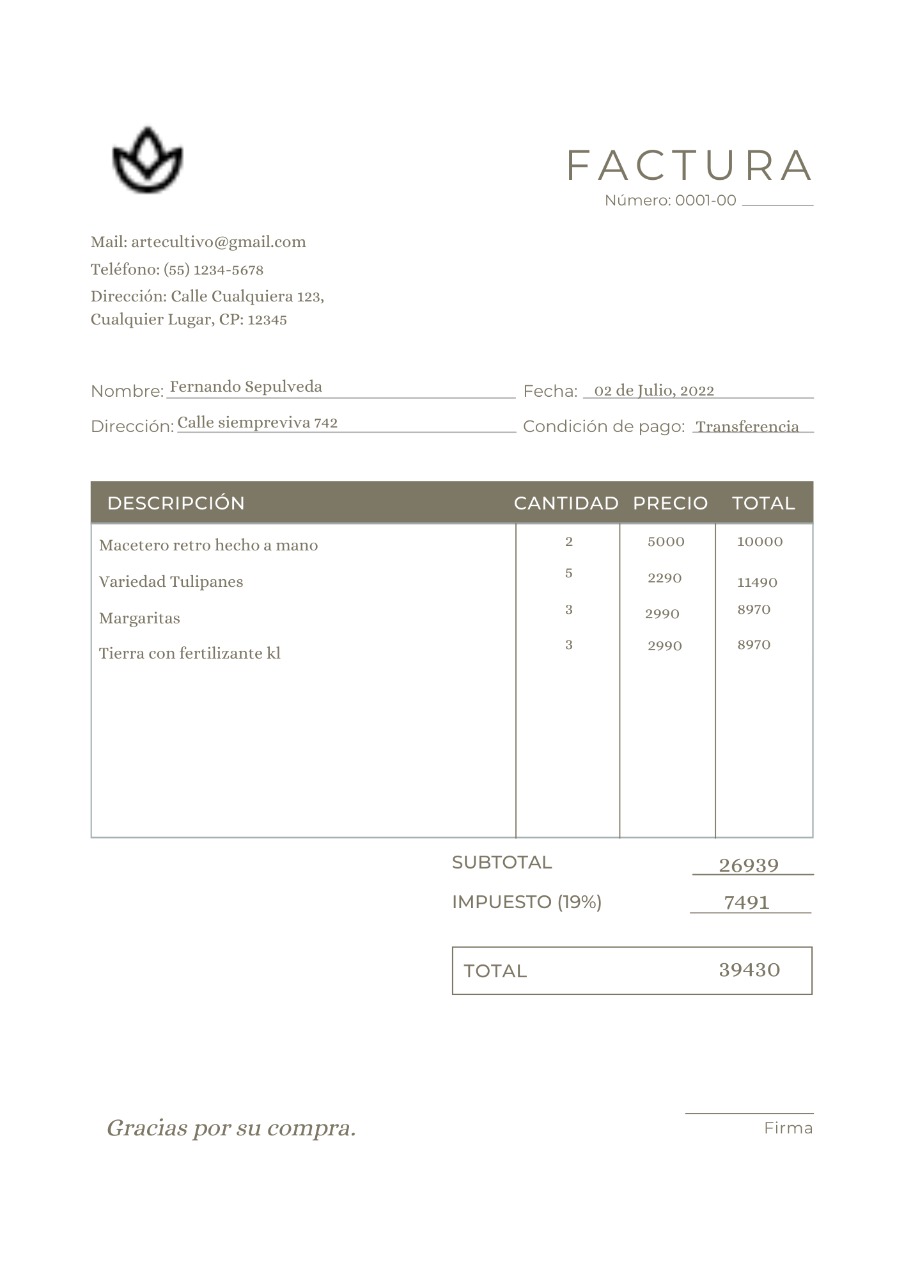 FACTURA
Número: 0001-00
Mail: artecultivo@gmail.com
Teléfono: (55) 1234-5678
Dirección: Calle Cualquiera 123,
Cualquier Lugar, CP: 12345
Nombre: Fernando Sepulveda Fecha: 02 de Julio, 2022
Dirección: Calle siempreviva 742 Condición de pago: Transferencia
DESCRIPCIÓN CANTIDAD PRECIO TOTAL
Macetero retro hecho a mano 2 5000 10000
Variedad Tulipanes 5 2290 11490
Margaritas 3 2990 8970
Tierra con fertilizante kl 3 2990 8970
SUBTOTAL 26939
IMPUESTO (19%) 7491
TOTAL 39430
Gracias por su compra.
Firma